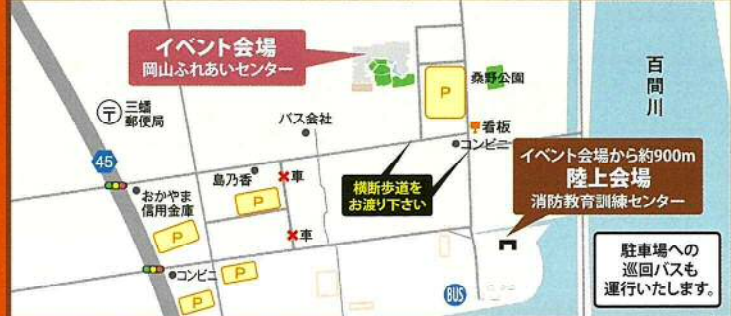 イベント会場
岡山ふれあいセンター
P
桑野公園
百間川
〒
三蟠
郵便局
バス会社
看板
コンビニ
45
島乃香
車
横断歩道を
お渡り下さい
イベント会場から約900m
陸上会場
消防教育訓練センター
おかやま
信用金庫
P
P
車
コンビニ
P
P
BUS
駐車場への
巡回バスも
運行いたします。